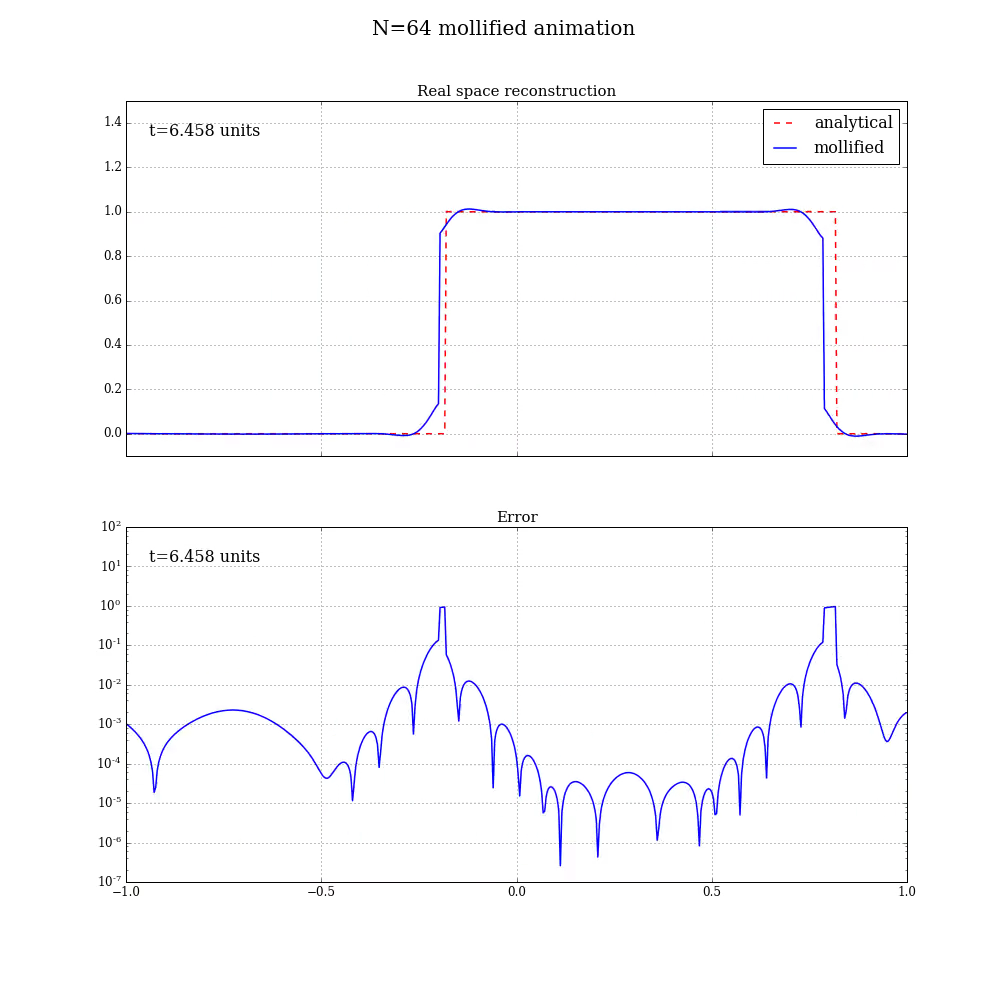 N=64 mollified animation
Real space reconstruction
t=6.458 units
analytical
mollified
1.4
1.2
1.0
0.8
0.6
0.4
0.2
0.0
Error
t=6.458 units
10²
10¹
10⁰
10⁻¹
10⁻²
10⁻³
10⁻⁴
10⁻⁵
10⁻⁶
10⁻⁷
−1.0 −0.5 0.0 0.5 1.0